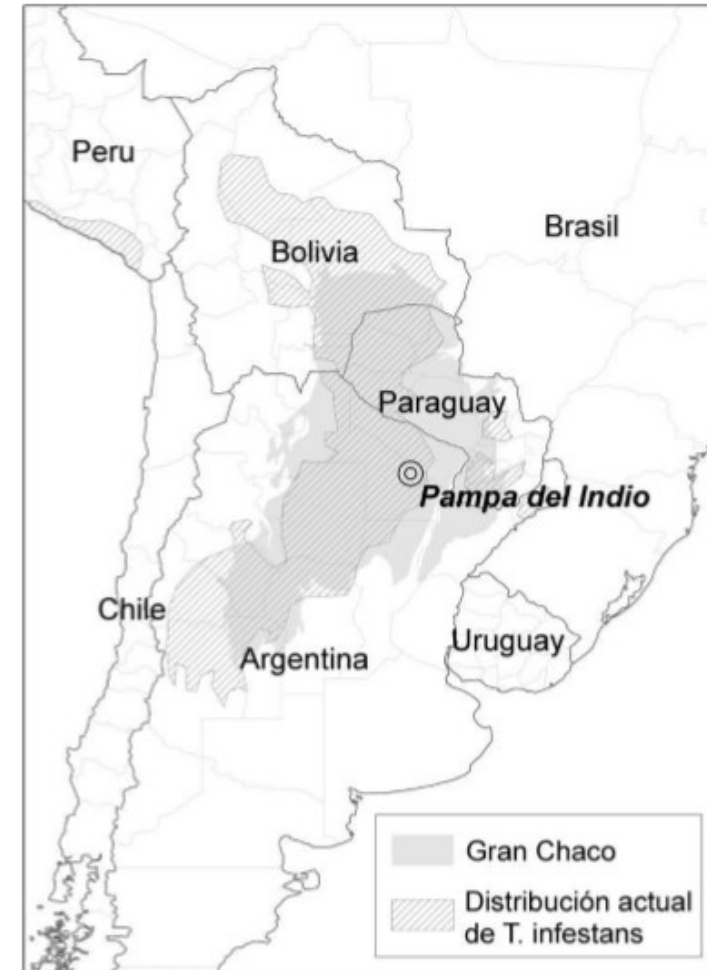 Peru
Brasil
Bolivia
Paraguay
Pampa del Indio
Chile
Uruguay
Argentina
Gran Chaco
Distribución actual
de T. infestans